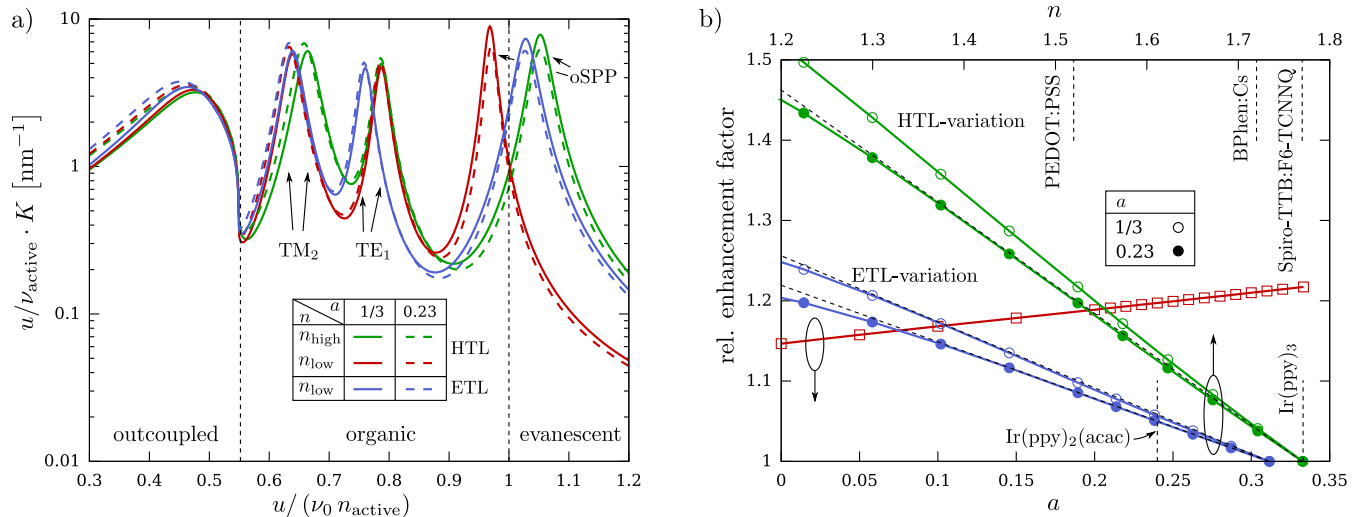 a)
u/ν_active · K [nm⁻¹]
10
1
0.1
0.01
oSPP
TM₂
TE₁
n a 1/3 0.23
n_high HTL
n_low
n_low ETL
outcoupled organic evanescent
0.3 0.4 0.5 0.6 0.7 0.8 0.9 1 1.1 1.2
u/ (ν₀ n_active)
b)
n
1.2 1.3 1.4 1.5 1.6 1.7 1.8
rel. enhancement factor
1.5
1.4
1.3
1.2
1.1
1
HTL-variation
ETL-variation
PEDOT:PSS
BPhen:Cs
Spiro-TTB:F6-TCNNQ
a
1/3
0.23
Ir(ppy)₂(acac)
Ir(ppy)₃
0 0.05 0.1 0.15 0.2 0.25 0.3 0.35
a